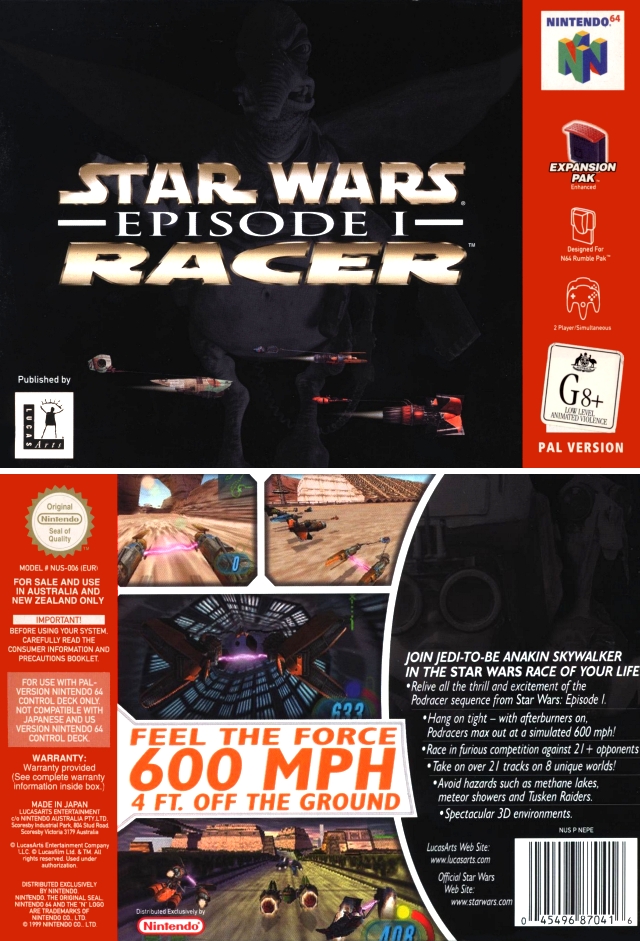 NINTENDO.64
EXPANSION
PAK™
Enhanced
STAR WARS®
EPISODE I
RACER™
Designed For
N64 Rumble Pak™
2 Player/Simultaneous
Published by
LUCAS
Arts
G 8+
LOW LEVEL
ANIMATED VIOLENCE
PAL VERSION
Original
Nintendo
Seal of
Quality
TM
MODEL # NUS-006 (EUR)
FOR SALE AND USE
IN AUSTRALIA AND
NEW ZEALAND ONLY
IMPORTANT!
BEFORE USING YOUR SYSTEM,
CAREFULLY READ THE
CONSUMER INFORMATION AND
PRECAUTIONS BOOKLET.
FOR USE WITH PAL-
VERSION NINTENDO 64
CONTROL DECK ONLY.
NOT COMPATIBLE WITH
JAPANESE AND US
VERSION NINTENDO 64
CONTROL DECK.
WARRANTY:
Warranty provided
(See complete warranty
information inside box.)
MADE IN JAPAN
LUCASARTS ENTERTAINMENT
c/o NINTENDO AUSTRALIA PTY.LTD.
Scoresby Industrial Park, 804 Stud Road.
Scoresby Victoria 3179 Australia
© LucasArts Entertainment Company
LLC. © Lucasfilm Ltd. & TM. All
rights reserved. Used under
authorization.
DISTRIBUTED EXCLUSIVELY
BY NINTENDO.
NINTENDO. THE ORIGINAL SEAL.
NINTENDO 64 AND THE "N" LOGO
ARE TRADEMARKS OF
NINTENDO CO. LTD.
© 1999 NINTENDO CO. LTD.
0
633
FEEL THE FORCE
600 MPH
4 FT. OFF THE GROUND
408
Distributed Exclusively by
Nintendo
JOIN JEDI-TO-BE ANAKIN SKYWALKER
IN THE STAR WARS RACE OF YOUR LIFE
•Relive all the thrill and excitement of the
Podracer sequence from Star Wars: Episode I.
•Hang on tight – with afterburners on,
Podracers max out at a simulated 600 mph!
•Race in furious competition against 21+ opponents
•Take on over 21 tracks on 8 unique worlds!
•Avoid hazards such as methane lakes,
meteor showers and Tusken Raiders.
•Spectacular 3D environments.
NUS P NEPE
LucasArts Web Site:
www.lucasarts.com
Official Star Wars
Web Site:
www.starwars.com
0 45496 87041 6